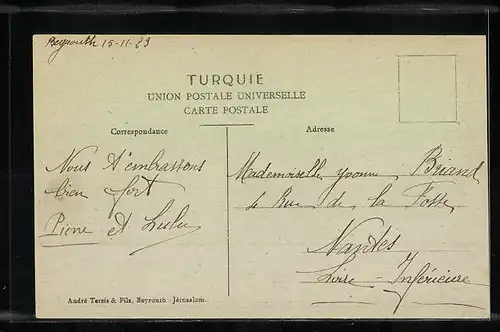 Beyrouth 15-11-23
TURQUIE
UNION POSTALE UNIVERSELLE
CARTE POSTALE
Correspondance
Adresse
Nous t'embrassons
bien fort
Pierre et Lulu
Mademoiselle Yvonne Briand
4 Rue de la Fosse
Nantes
Loire-Inférieure
André Terzis & Fils, Beyrouth - Jérusalem.